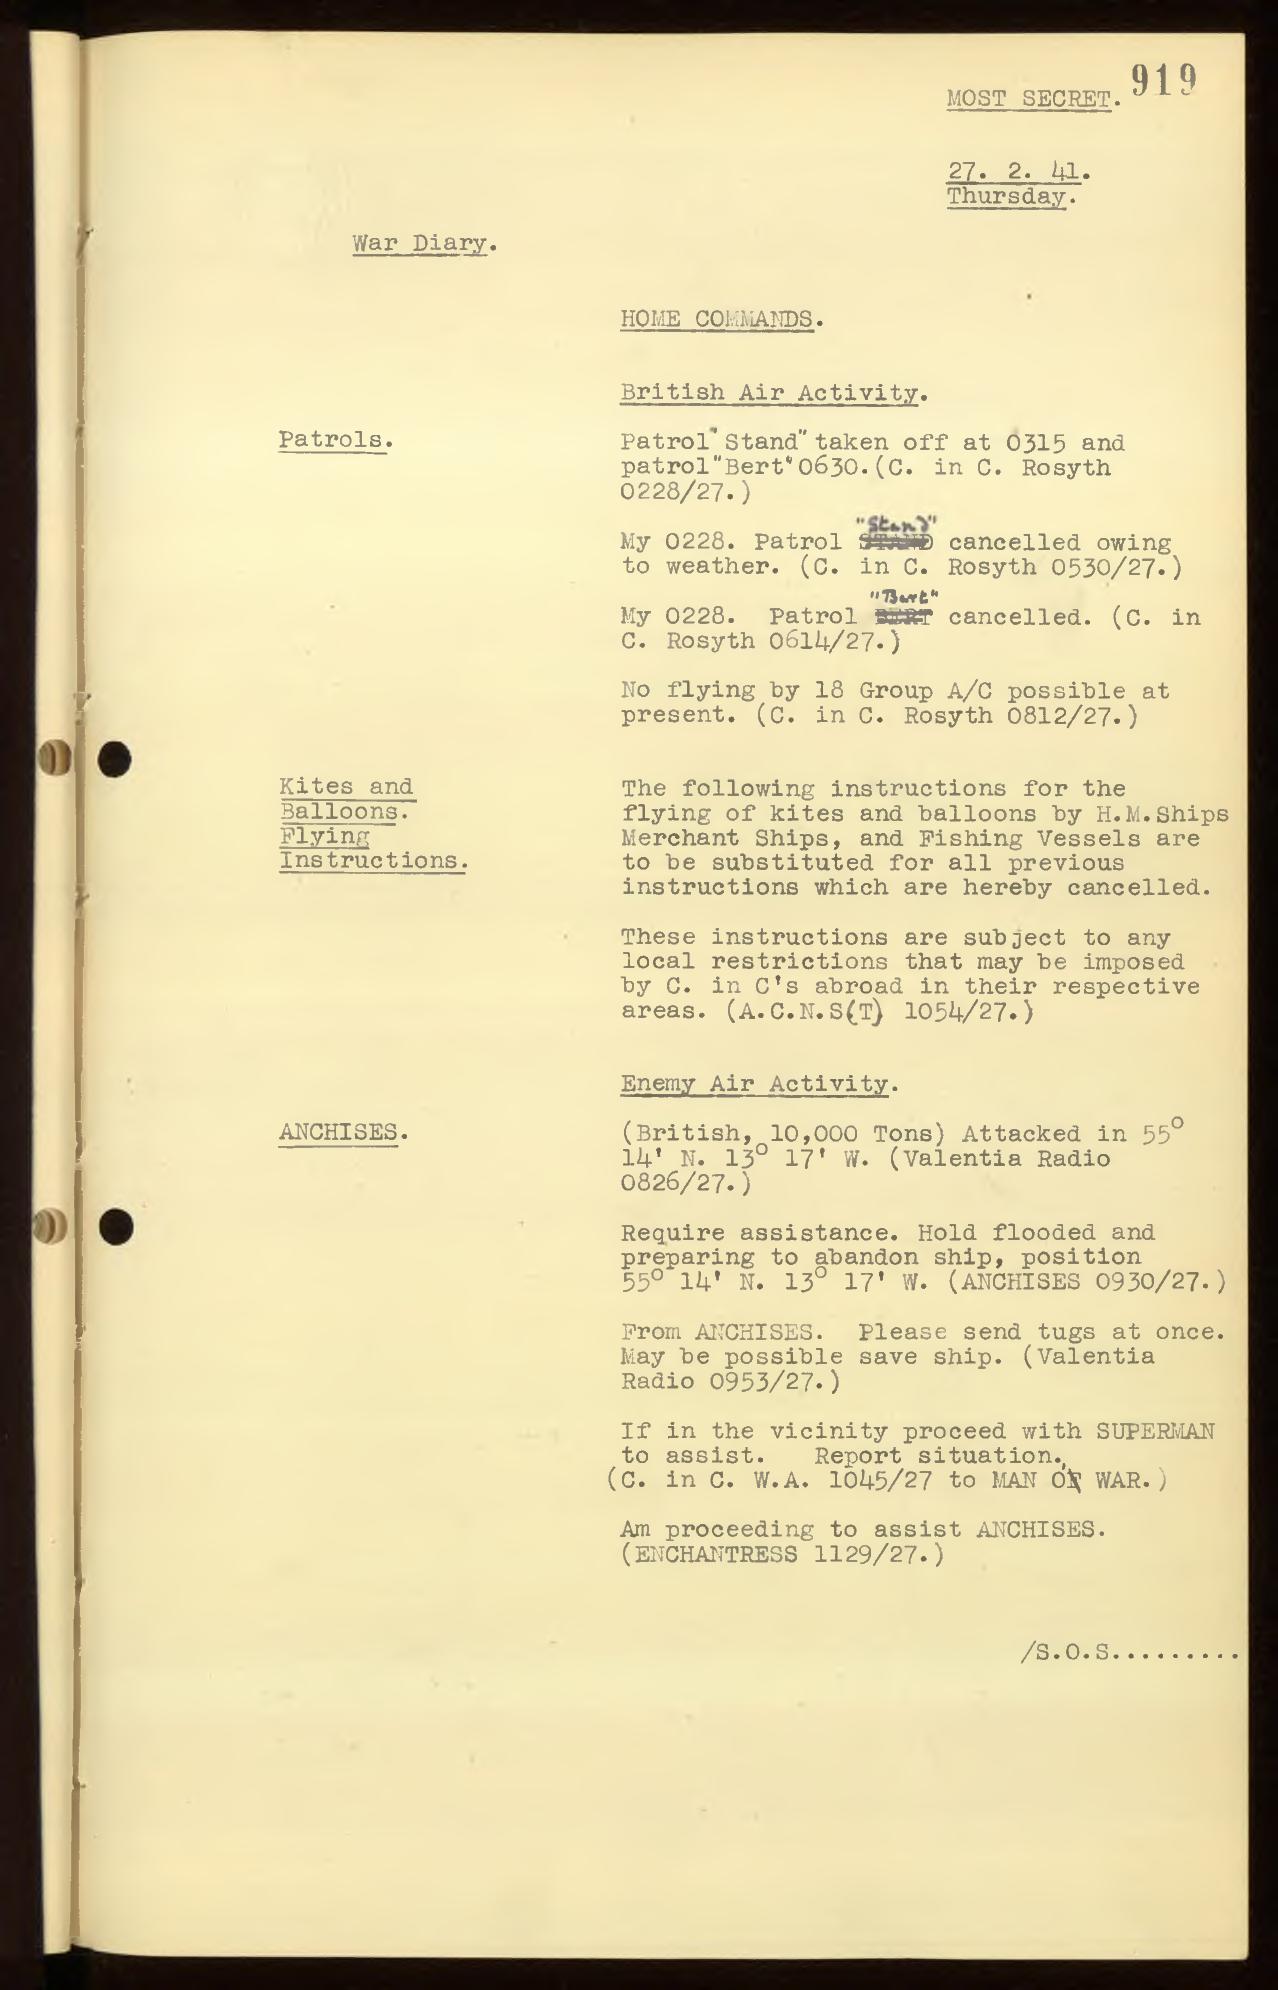 919
MOST SECRET.
27. 2. 41.
Thursday.
War Diary.
HOME COMMANDS.
British Air Activity.
Patrols.
Patrol "Stand" taken off at 0315 and
patrol "Bert" 0630. (C. in C. Rosyth
0228/27.)
"Stand"
My 0228. Patrol STAND cancelled owing
to weather. (C. in C. Rosyth 0530/27.)
"Bert"
My 0228. Patrol BERT cancelled. (C. in
C. Rosyth 0614/27.)
No flying by 18 Group A/C possible at
present. (C. in C. Rosyth 0812/27.)
Kites and
Balloons.
Flying
Instructions.
The following instructions for the
flying of kites and balloons by H.M.Ships
Merchant Ships, and Fishing Vessels are
to be substituted for all previous
instructions which are hereby cancelled.
These instructions are subject to any
local restrictions that may be imposed
by C. in C's abroad in their respective
areas. (A.C.N.S(T) 1054/27.)
Enemy Air Activity.
ANCHISES.
(British, 10,000 Tons) Attacked in 55°
14' N. 13° 17' W. (Valentia Radio
0826/27.)
Require assistance. Hold flooded and
preparing to abandon ship, position
55° 14' N. 13° 17' W. (ANCHISES 0930/27.)
From ANCHISES. Please send tugs at once.
May be possible save ship. (Valentia
Radio 0953/27.)
If in the vicinity proceed with SUPERMAN
to assist. Report situation.
(C. in C. W.A. 1045/27 to MAN OF WAR.)
Am proceeding to assist ANCHISES.
(ENCHANTRESS 1129/27.)
/S.O.S.........